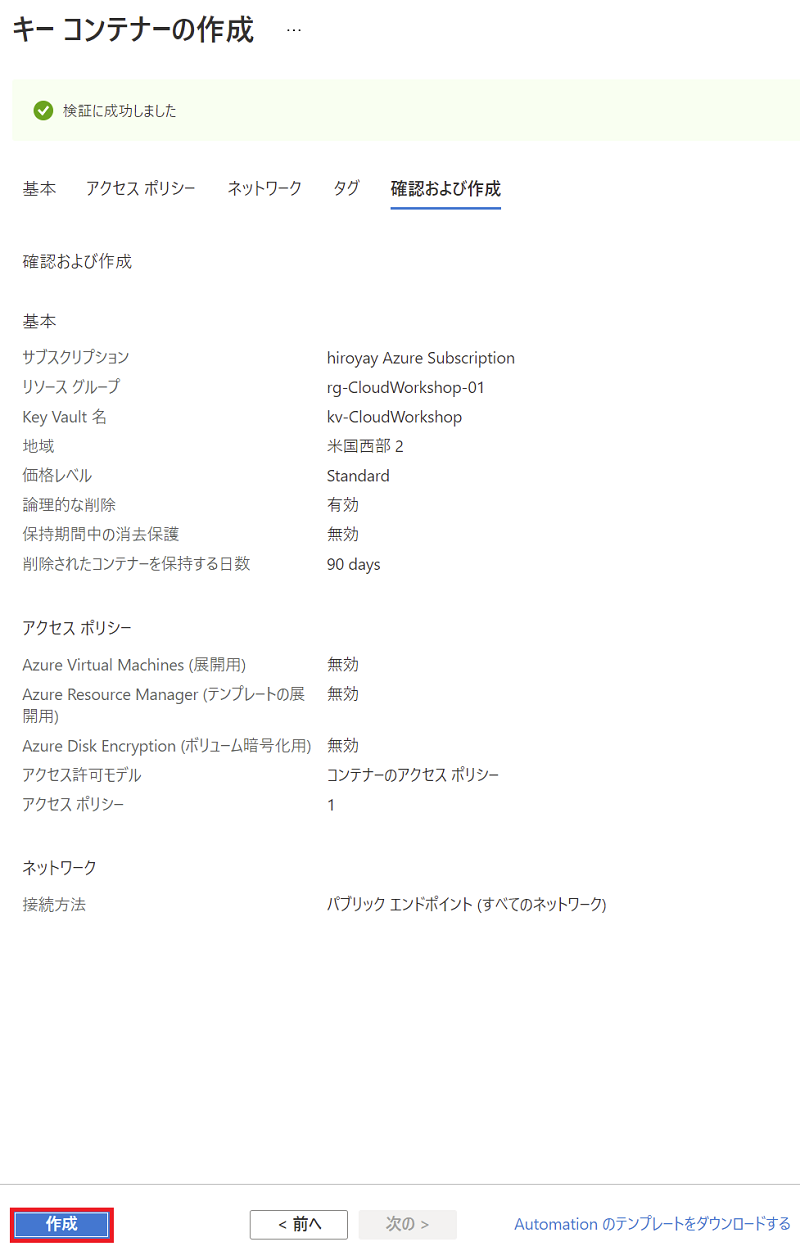 キー コンテナーの作成 …
検証に成功しました
基本 アクセス ポリシー ネットワーク タグ 確認および作成
確認および作成
基本
サブスクリプション hiroyay Azure Subscription
リソース グループ rg-CloudWorkshop-01
Key Vault 名 kv-CloudWorkshop
地域 米国西部 2
価格レベル Standard
論理的な削除 有効
保持期間中の消去保護 無効
削除されたコンテナーを保持する日数 90 days
アクセス ポリシー
Azure Virtual Machines (展開用) 無効
Azure Resource Manager (テンプレートの展 無効
開用)
Azure Disk Encryption (ボリューム暗号化用) 無効
アクセス許可モデル コンテナーのアクセス ポリシー
アクセス ポリシー 1
ネットワーク
接続方法 パブリック エンドポイント (すべてのネットワーク)
作成 < 前へ 次の > Automation のテンプレートをダウンロードする